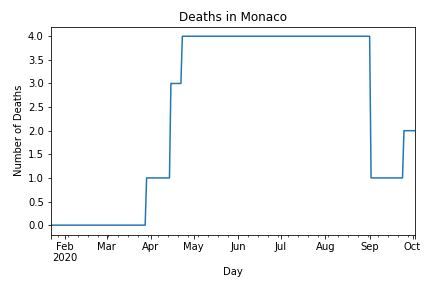 Deaths in Monaco
Number of Deaths
4.0
3.5
3.0
2.5
2.0
1.5
1.0
0.5
0.0
Feb Mar Apr May Jun Jul Aug Sep Oct
2020
Day